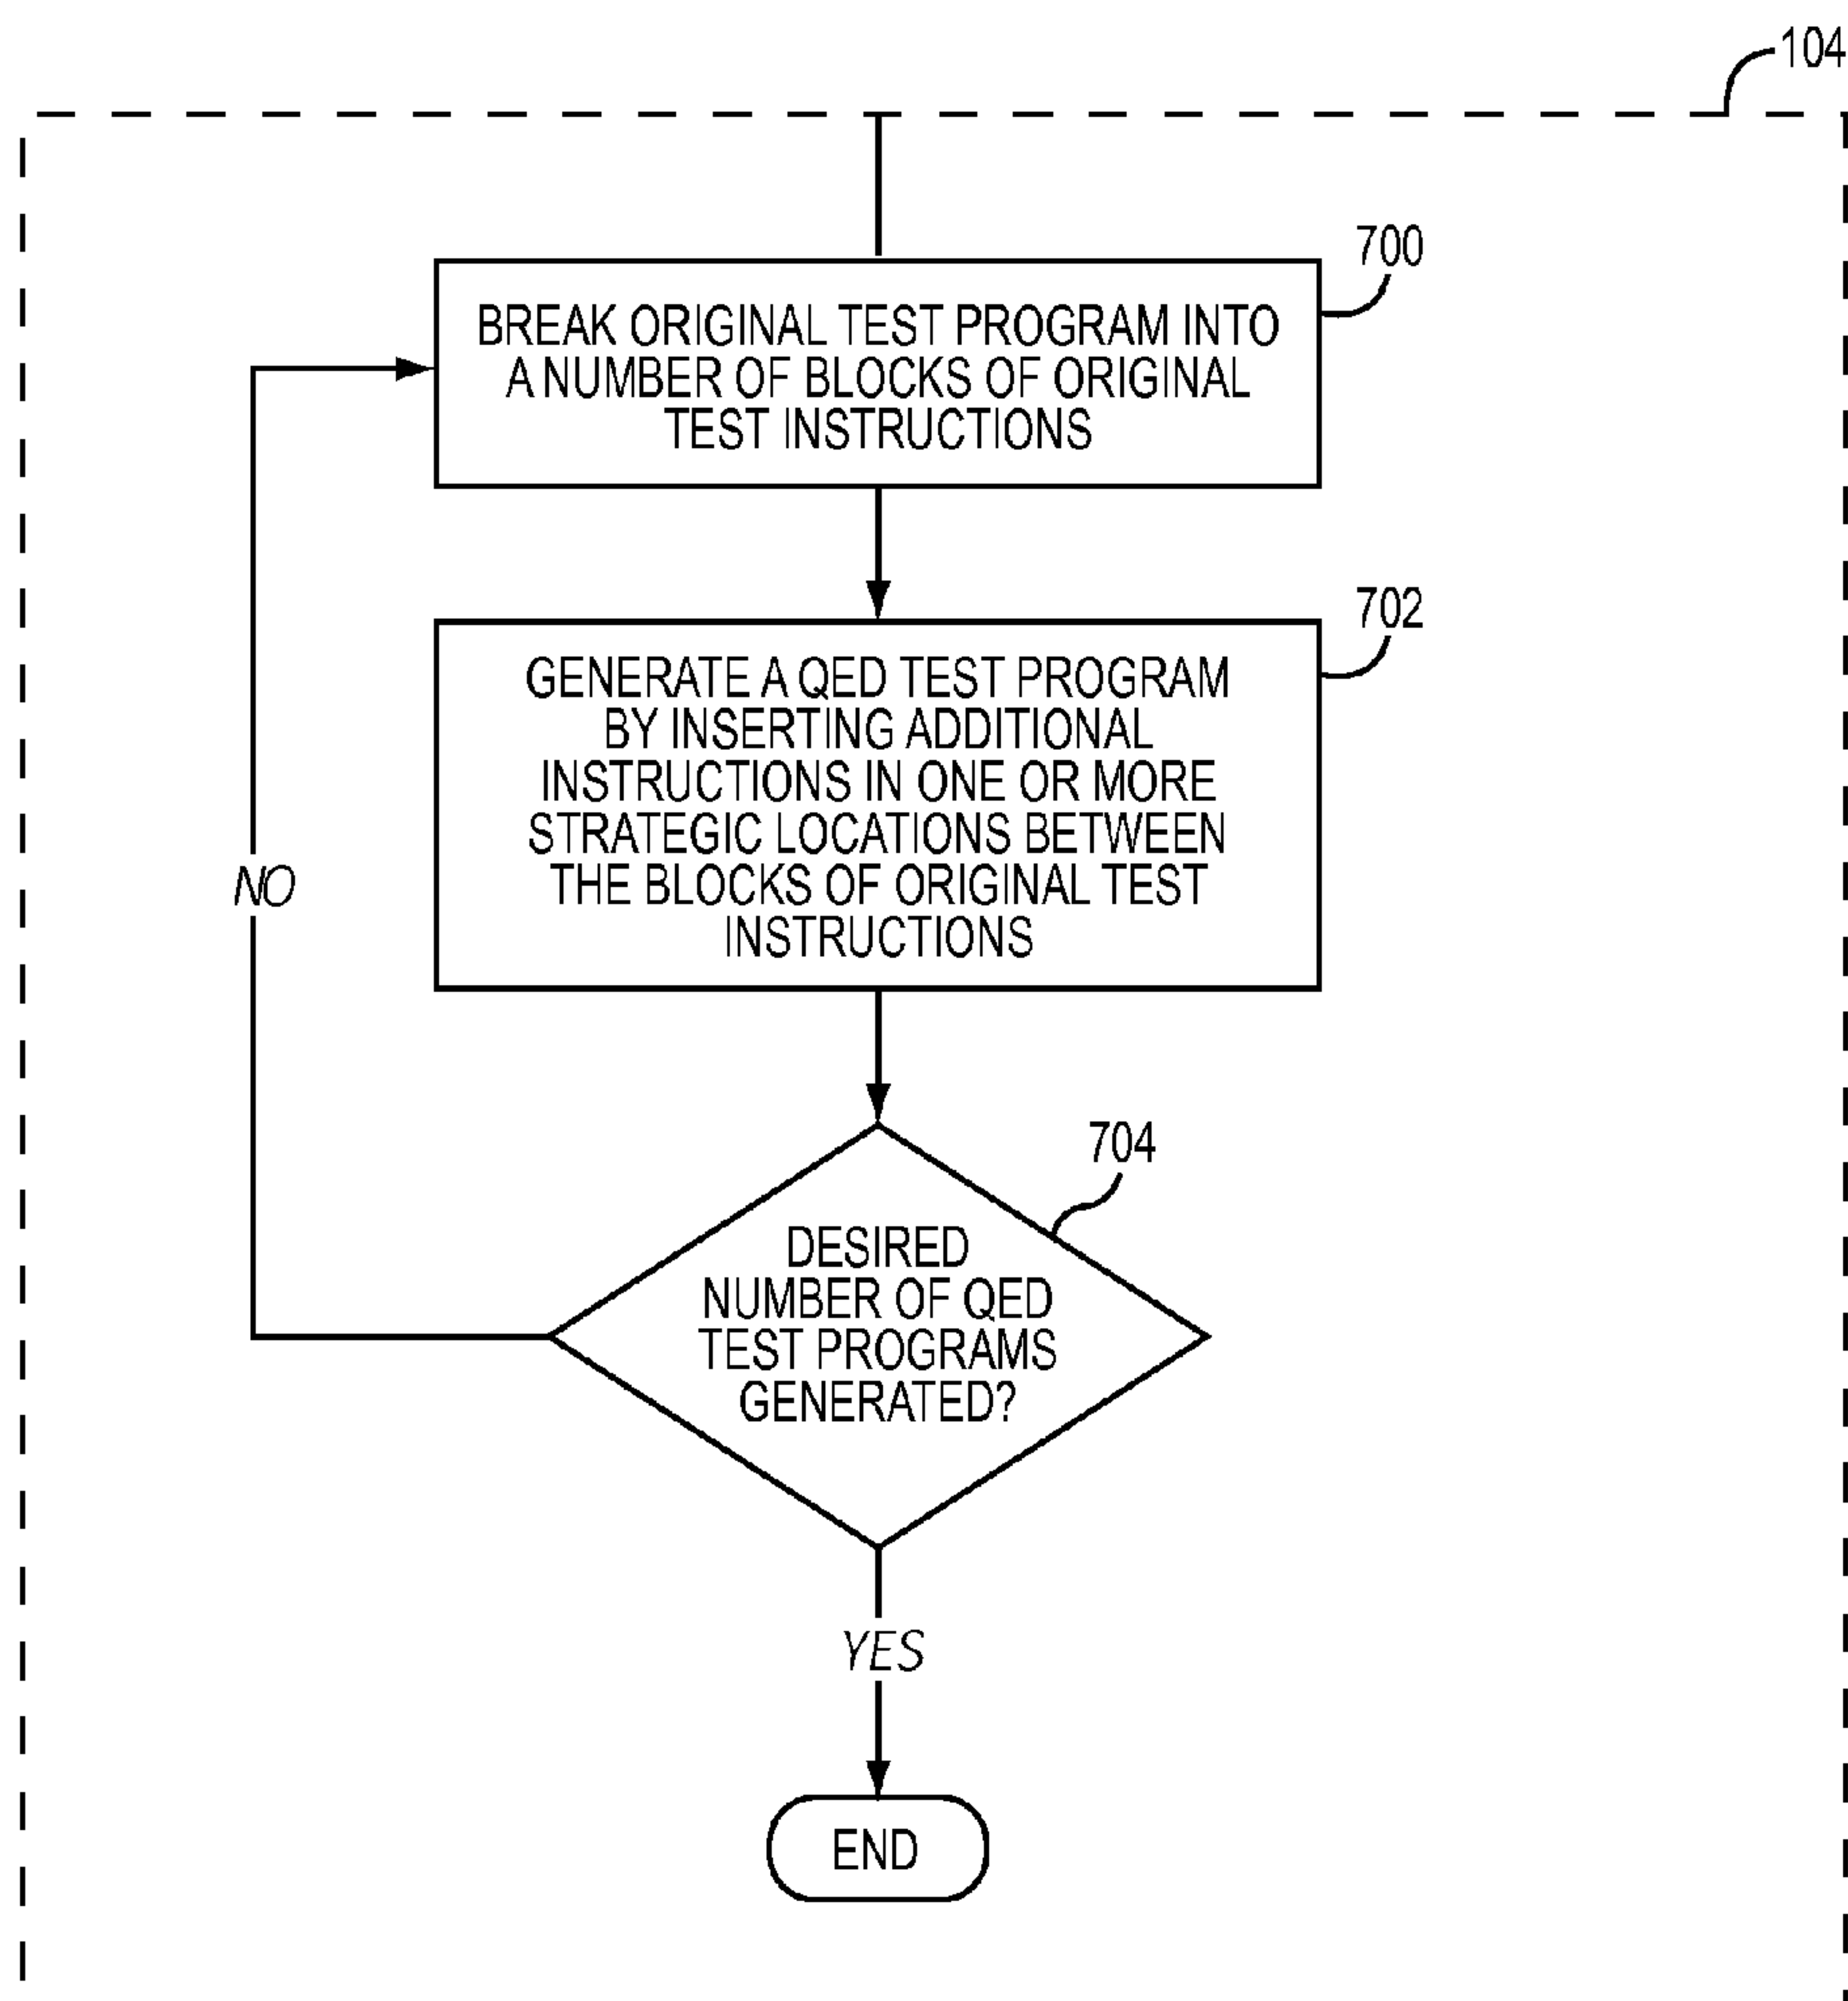 104
700
BREAK ORIGINAL TEST PROGRAM INTO
A NUMBER OF BLOCKS OF ORIGINAL
TEST INSTRUCTIONS
702
GENERATE A QED TEST PROGRAM
BY INSERTING ADDITIONAL
INSTRUCTIONS IN ONE OR MORE
STRATEGIC LOCATIONS BETWEEN
THE BLOCKS OF ORIGINAL TEST
INSTRUCTIONS
NO
704
DESIRED
NUMBER OF QED
TEST PROGRAMS
GENERATED?
YES
END